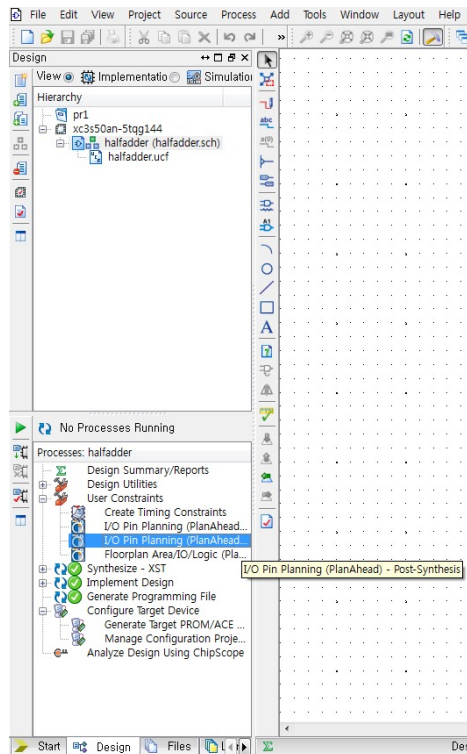 File Edit View Project Source Process Add Tools Window Layout Help
Design
View Implementatio Simulation
Hierarchy
pr1
xc3s50an-5tqg144
halfadder (halfadder.sch)
halfadder.ucf
abc
A
No Processes Running
Processes: halfadder
Design Summary/Reports
Design Utilities
User Constraints
Create Timing Constraints
I/O Pin Planning (PlanAhead...
I/O Pin Planning (PlanAhead...
Floorplan Area/IO/Logic (Pla...
I/O Pin Planning (PlanAhead) - Post-Synthesis
Synthesize - XST
Implement Design
Generate Programming File
Configure Target Device
Generate Target PROM/ACE ...
Manage Configuration Proje...
Analyze Design Using ChipScope
Start Design Files